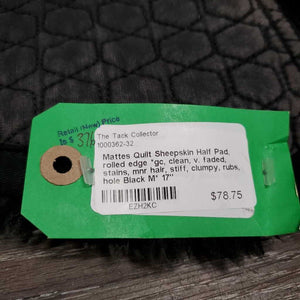 Retail (New) Price
is $
The Tack Collector
1000362-32
Mattes Quilt Sheepskin Half Pad,
rolled edge *gc, clean, v. faded,
stains, mnr hair, stiff, clumpy, rubs,
hole Black M* 17"
$78.75
EZH2KC